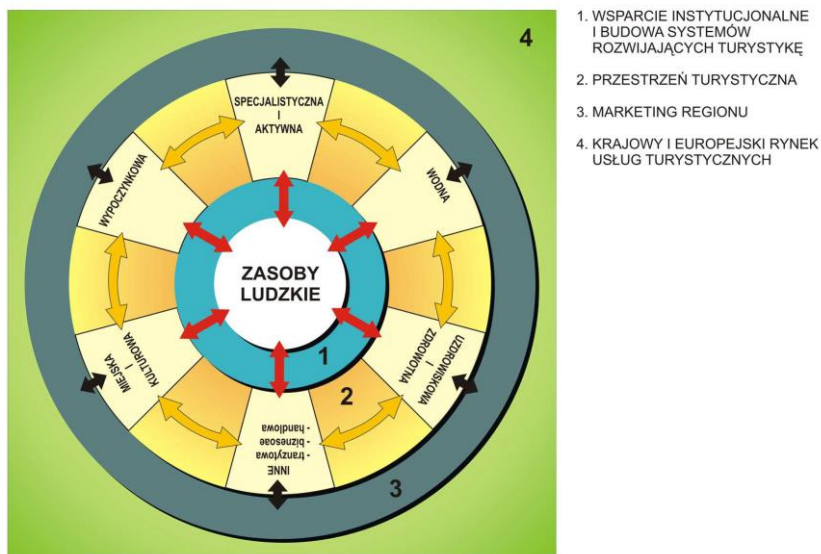 4
SPECJALISTYCZNA
I
AKTYWNA
WYPOCZYNKOWA
WODNA
ZASOBY
LUDZKIE
MIEJSKA
I
KULTUROWA
UZDROWISKOWA
I
ZDROWOTNA
1
2
3
INNE
- tranzytowa
- biznesoae
- handlowa
1. WSPARCIE INSTYTUCJONALNE
I BUDOWA SYSTEMÓW
ROZWIJAJĄCYCH TURYSTYKĘ
2. PRZESTRZEŃ TURYSTYCZNA
3. MARKETING REGIONU
4. KRAJOWY I EUROPEJSKI RYNEK
USŁUG TURYSTYCZNYCH